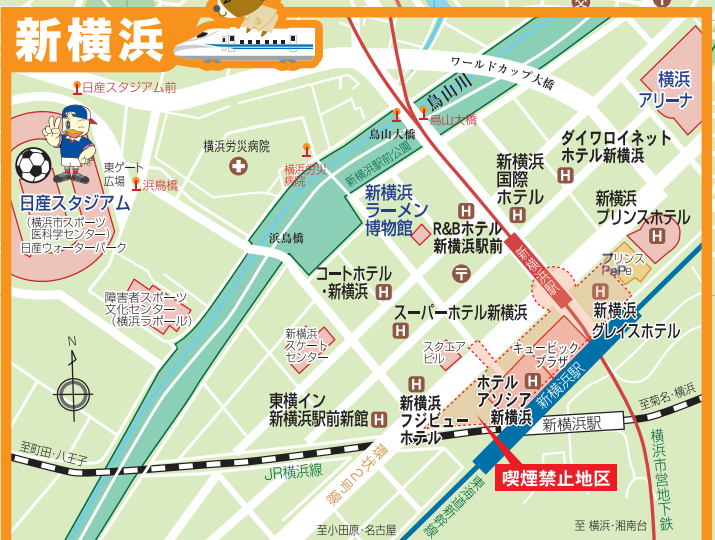 新横浜
ワールドカップ大橋
横浜
アリーナ
鳥山川
日産スタジアム前
鳥山大橋
鳥山大橋
ダイワロイネット
ホテル新横浜
横浜労災病院
横浜労災
病院
新横浜駅前公園
新横浜
国際
ホテル
東ゲート
広場
浜鳥橋
新横浜
ラーメン
博物館
新横浜
プリンスホテル
日産スタジアム
（横浜市スポーツ
医科学センター）
日産ウォーターパーク
R&Bホテル
新横浜駅前
浜鳥橋
新横浜駅
プリンス
PePe
コートホテル
・新横浜
障害者スポーツ
文化センター
（横浜ラポール）
スーパーホテル新横浜
新横浜
グレイスホテル
新横浜
スケート
センター
スクエア
ビル
キュービック
プラザ
N
ホテル
アソシア
新横浜
新横浜駅
東横イン
新横浜駅前新館
新横浜
フジビュー
ホテル
至菊名・横浜
新横浜駅
至町田・八王子
JR横浜線
環状2号線
喫煙禁止地区
横浜市営地下鉄
東海道新幹線
至小田原・名古屋
至 横浜・湘南台
H
H
H
H
H
H
H
H
H
H
〒